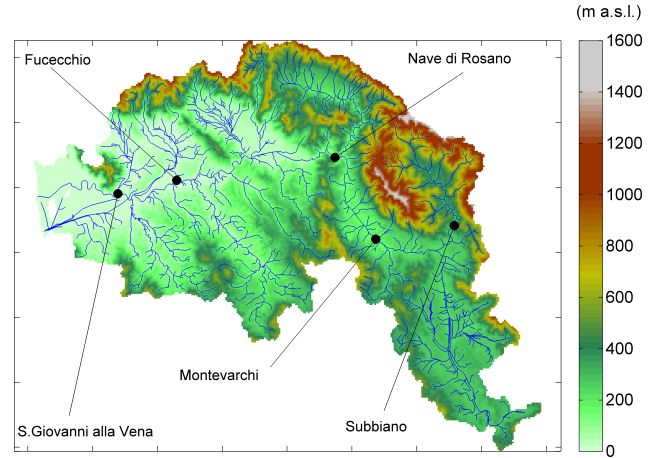 (m a.s.l.)
1600
Fucecchio
Nave di Rosano
1400
1200
1000
800
600
400
Montevarchi
200
Subbiano
S.Giovanni alla Vena
0